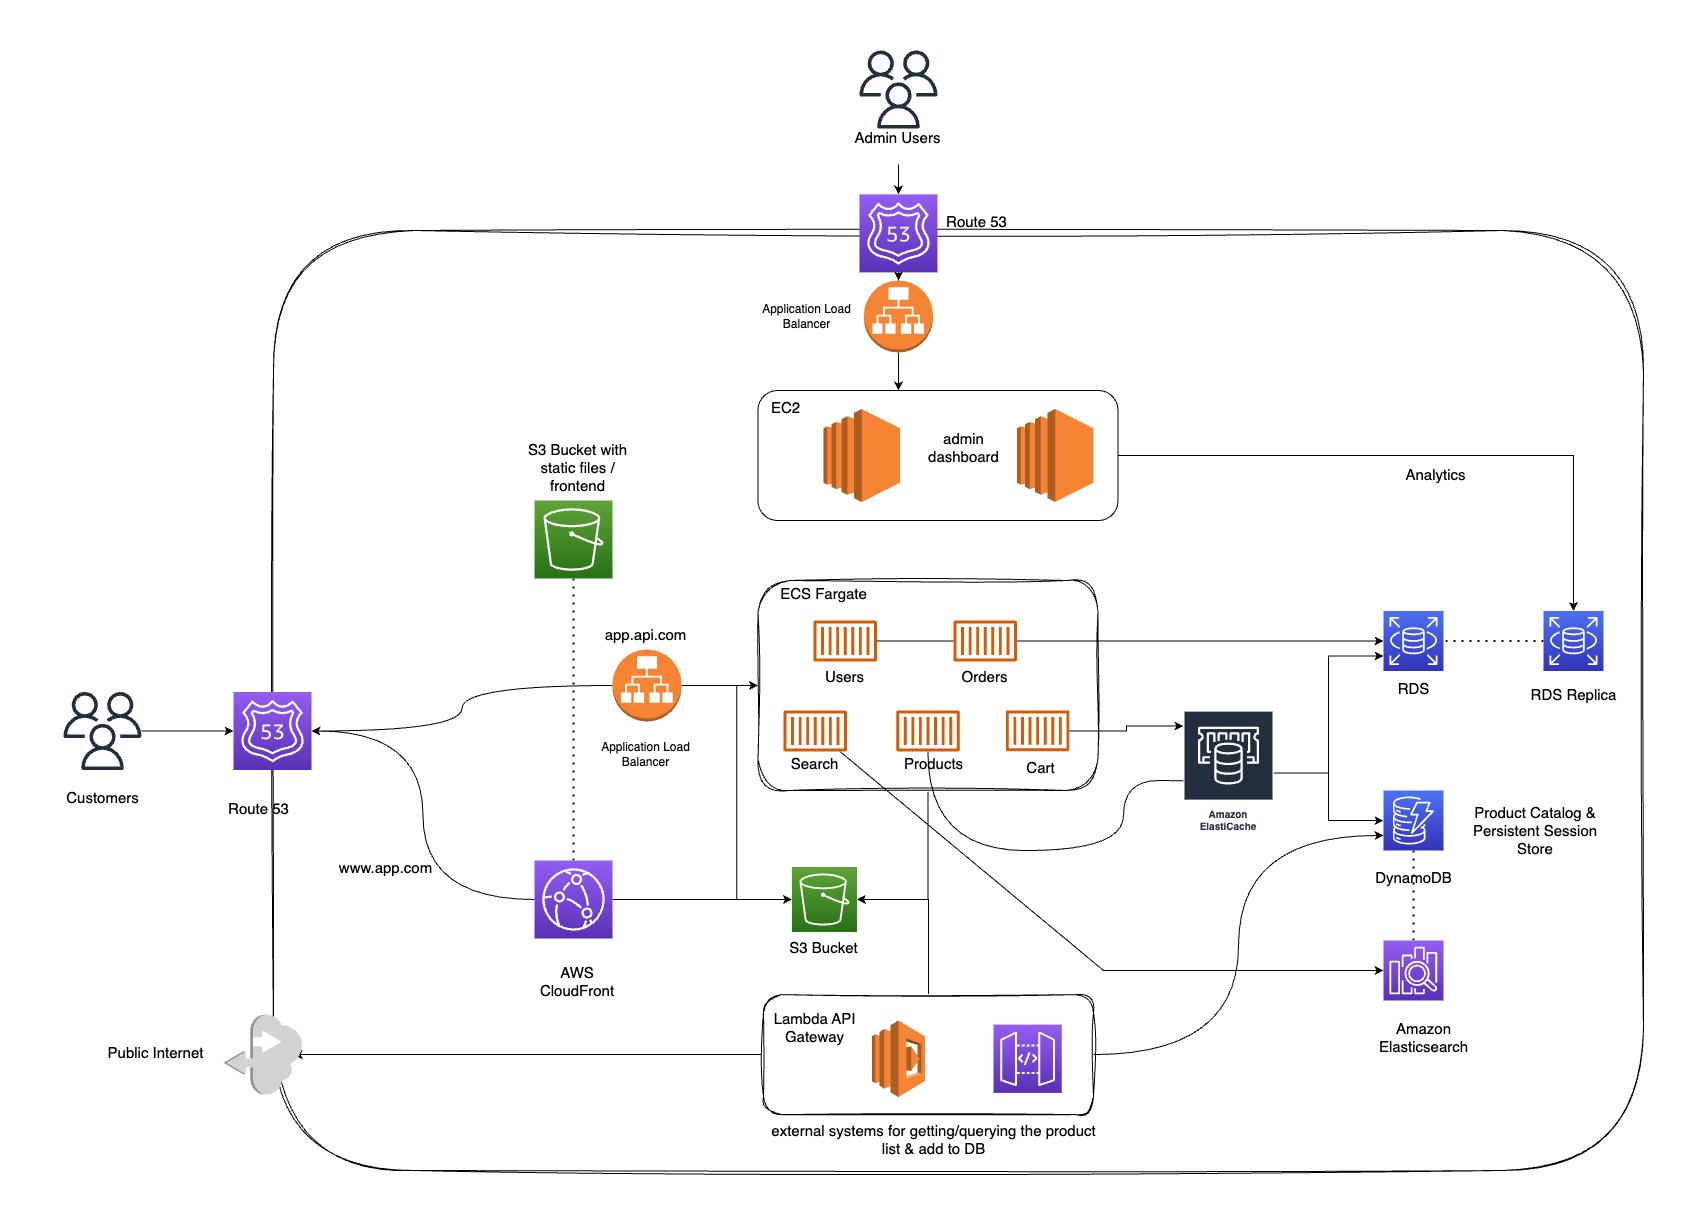 Admin Users
53
Route 53
Application Load
Balancer
EC2
admin
dashboard
Analytics
S3 Bucket with
static files /
frontend
ECS Fargate
app.api.com
Users
Orders
RDS
RDS Replica
53
Application Load
Balancer
Search
Products
Cart
Customers
Route 53
Amazon
ElastiCache
Product Catalog &
Persistent Session
Store
www.app.com
DynamoDB
S3 Bucket
AWS
CloudFront
Lambda API
Gateway
</>
Amazon
Elasticsearch
Public Internet
external systems for getting/querying the product
list & add to DB